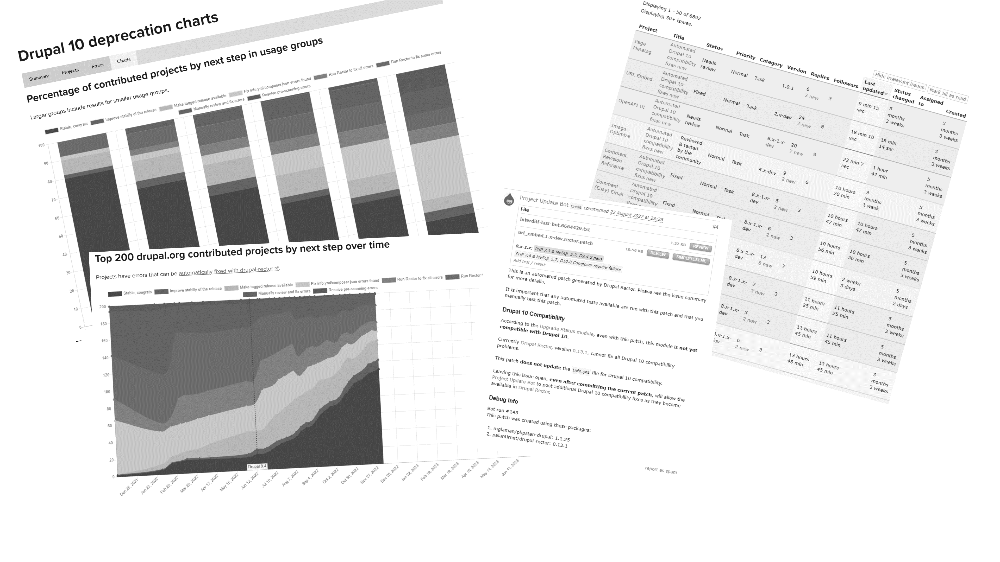 Drupal 10 deprecation charts
Summary
Projects
Errors
Charts
Percentage of contributed projects by next step in usage groups
Larger groups include results for smaller usage groups.
Stable, congrats
Improve stabiliy of the release
Make tagged release available
Fix info.yml/composer.json errors found
Run Rector to fix all errors
Run Rector to fix some errors
Manually review and fix errors
Resolve pre-scanning errors
100
90
80
70
60
50
40
30
20
10
0
Top 200 drupal.org contributed projects by next step over time
Projects have errors that can be automatically fixed with drupal-rector.
Stable, congrats
Improve stabiliy of the release
Make tagged release available
Fix info.yml/composer.json errors found
Run Rector to fix all errors
Run Rector t
Manually review and fix errors
Resolve pre-scanning errors
200
180
160
140
120
100
80
60
40
20
0
Drupal 9.4
Dec 26, 2021
Jan 23, 2022
Feb 20, 2022
Mar 20, 2022
Apr 17, 2022
May 15, 2022
Jun 12, 2022
Jul 10, 2022
Aug 7, 2022
Sep 4, 2022
Oct 2, 2022
Oct 30, 2022
Nov 27, 2022
Dec 25, 2022
Jan 22, 2023
Feb 19, 2023
Mar 19, 2023
Apr 16, 2023
May 14, 2023
Jun 11, 2023
Displaying 1 - 50 of 6892
Displaying 50+ issues.
Hide irrelevant issues
Mark all as read
Project
Title
Status
Priority
Category
Version
Replies
Followers
Last
updated
Status
changed
Assigned
to
Created
Page
Metatag
Automated
Drupal 10
compatibility
fixes new
Needs
review
Normal
Task
1.0.1
6
3 new
3
9 min 15
sec
5
months
3 weeks
5
months
3 weeks
URL Embed
Automated
Drupal 10
compatibility
fixes new
Fixed
Normal
Task
2.x-dev
24
7 new
8
18 min 10
sec
18 min
14 sec
5
months
3 weeks
OpenAPI UI
Automated
Drupal 10
compatibility
fixes new
Needs
review
Normal
Task
8.x-1.x-
dev
20
7 new
9
22 min 7
sec
1 hour
47 min
5
months
3 weeks
Image
Optimize
Automated
Drupal 10
compatibility
fixes new
Reviewed
& tested
by the
community
Normal
Task
4.x-dev
9
2 new
6
10 hours
20 min
3
months
1 week
5
months
3 weeks
Comment
Revision
Reference
Automated
Drupal 10
compatibility
fixes new
Fixed
Normal
Task
8.x-1.x-
dev
5
2 new
3
10 hours
47 min
10 hours
47 min
5
months
3 weeks
Comment
(Easy) Email
Automated
Drupal 10
compatibility
Fixed
Normal
8.x-1.x-
dev
6
2 new
3
10 hours
56 min
10 hours
56 min
5
months
3 weeks
8.x-2.x-
dev
13
8 new
7
10 hours
59 min
2 weeks
5 days
5
months
2 days
8.x-1.x-
dev
7
3 new
3
11 hours
25 min
11 hours
25 min
5
months
3 weeks
8.x-1.x-
dev
5
2 new
3
11 hours
45 min
11 hours
45 min
5
months
3 weeks
6
2 new
3
13 hours
45 min
13 hours
45 min
5
months
3 weeks
Project Update Bot Credit commented 22 August 2022 at 23:26
#4
File
interdiff-last-bot.6664429.txt
1.27 KB
REVIEW
url_embed.1.x-dev.rector.patch
10.56 KB
REVIEW
SIMPLYTEST.ME
8.x-1.x: PHP 7.3 & MySQL 5.7, D9.4 5 pass
PHP 7.4 & MySQL 5.7, D10.0 Composer require failure
Add test / retest
This is an automated patch generated by Drupal Rector. Please see the issue summary
for more details.
It is important that any automated tests available are run with this patch and that you
manually test this patch.
Drupal 10 Compatibility
According to the Upgrade Status module, even with this patch, this module is not yet
compatible with Drupal 10.
Currently Drupal Rector, version 0.13.1, cannot fix all Drupal 10 compatibility
problems.
This patch does not update the info.yml file for Drupal 10 compatibility.
Leaving this issue open, even after committing the current patch, will allow the
Project Update Bot to post additional Drupal 10 compatibility fixes as they become
available in Drupal Rector.
Debug info
Bot run #145
This patch was created using these packages:
1. mglaman/phpstan-drupal: 1.1.25
2. palantirnet/drupal-rector: 0.13.1
report as spam